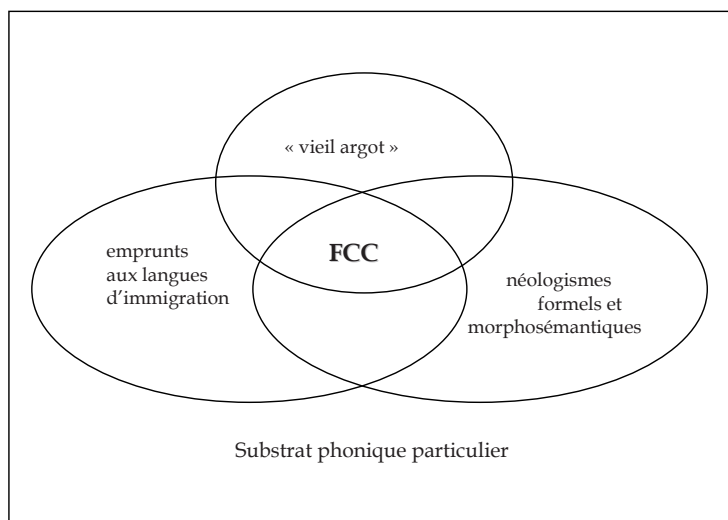 « vieil argot »
FCC
emprunts
aux langues
d’immigration
néologismes
formels et
morphosémantiques
Substrat phonique particulier